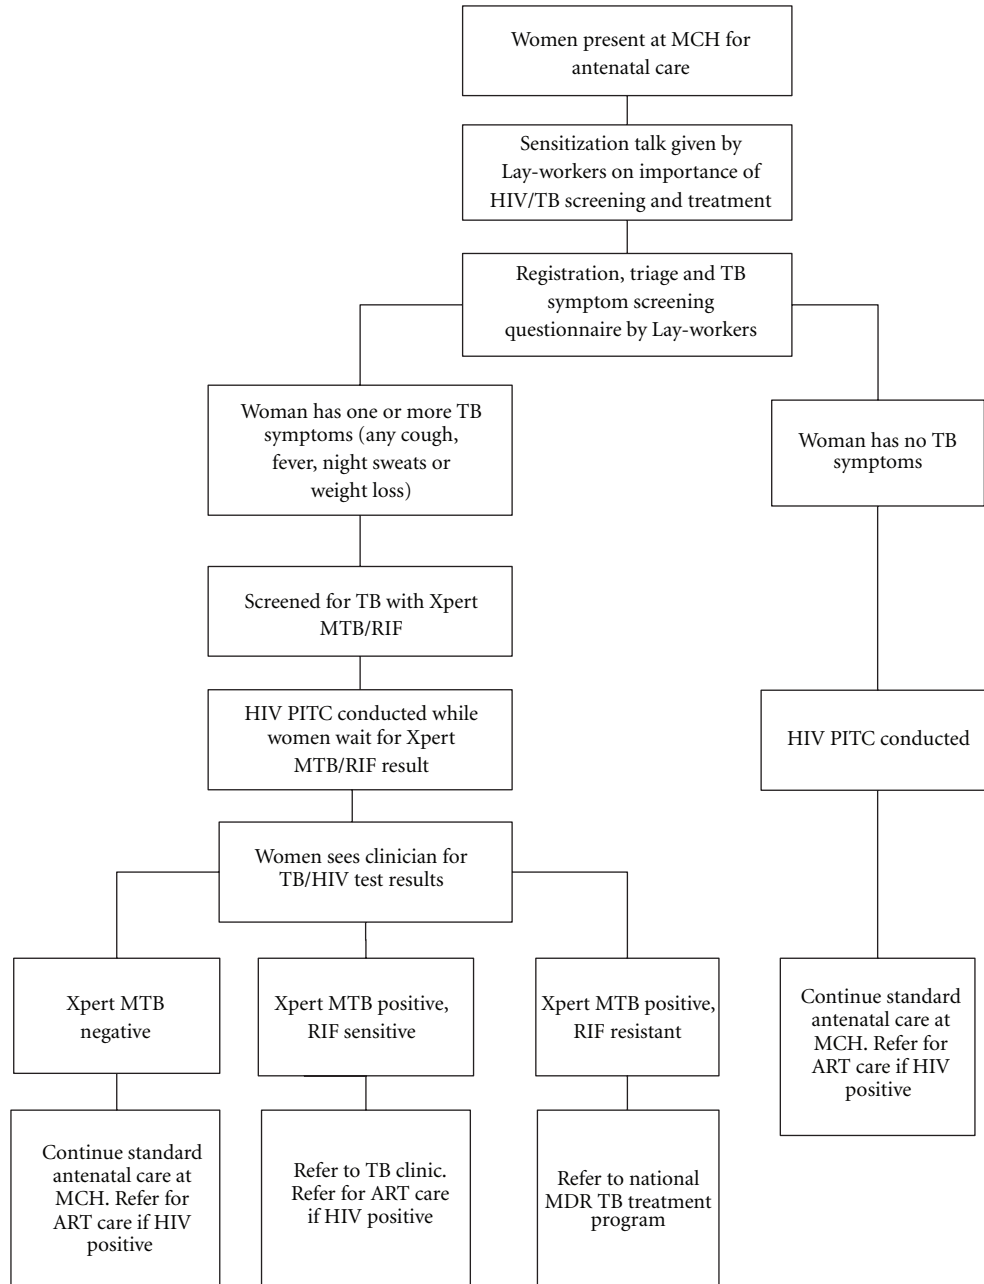 Women present at MCH for
antenatal care
Sensitization talk given by
Lay-workers on importance of
HIV/TB screening and treatment
Registration, triage and TB
symptom screening
questionnaire by Lay-workers
Woman has one or more TB
symptoms (any cough,
fever, night sweats or
weight loss)
Woman has no TB
symptoms
Screened for TB with Xpert
MTB/RIF
HIV PITC conducted while
women wait for Xpert
MTB/RIF result
HIV PITC conducted
Women sees clinician for
TB/HIV test results
Xpert MTB
negative
Xpert MTB positive,
RIF sensitive
Xpert MTB positive,
RIF resistant
Continue standard
antenatal care at
MCH. Refer for
ART care if HIV
positive
Continue standard
antenatal care at
MCH. Refer for
ART care if HIV
positive
Refer to TB clinic.
Refer for ART care
if HIV positive
Refer to national
MDR TB treatment
program